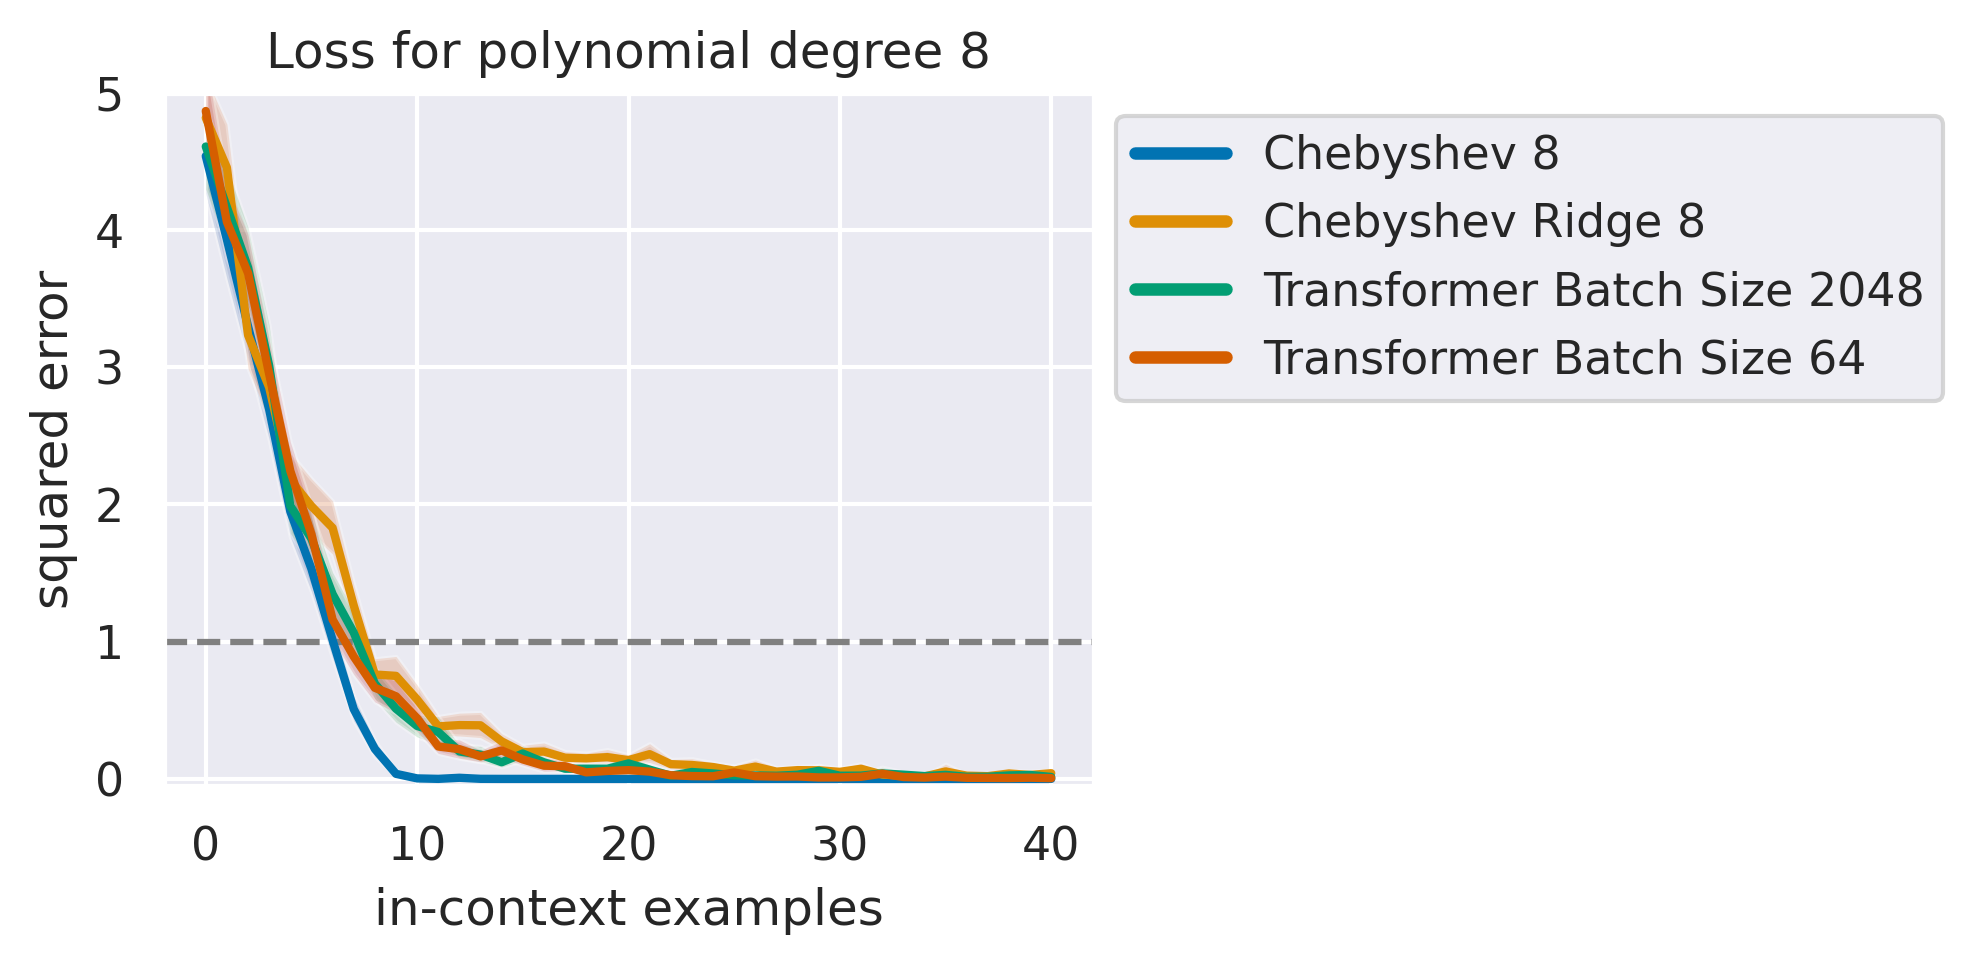 Loss for polynomial degree 8
5
4
3
2
1
0
squared error
0 10 20 30 40
in-context examples
Chebyshev 8
Chebyshev Ridge 8
Transformer Batch Size 2048
Transformer Batch Size 64